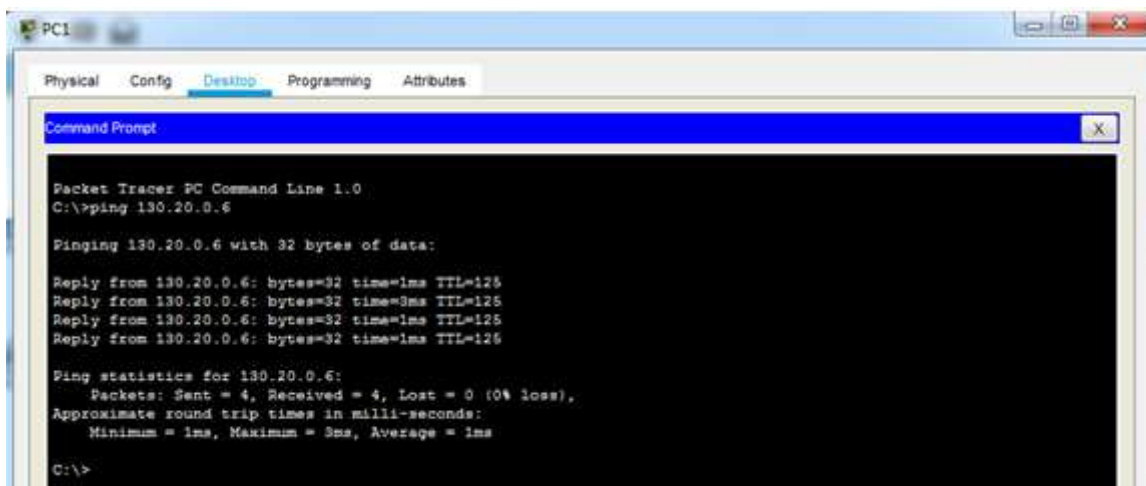 PC1
Physical Config Desktop Programming Attributes
Command Prompt X
Packet Tracer PC Command Line 1.0
C:\>ping 130.20.0.6
Pinging 130.20.0.6 with 32 bytes of data:
Reply from 130.20.0.6: bytes=32 time=1ms TTL=125
Reply from 130.20.0.6: bytes=32 time=3ms TTL=125
Reply from 130.20.0.6: bytes=32 time=1ms TTL=125
Reply from 130.20.0.6: bytes=32 time=1ms TTL=125
Ping statistics for 130.20.0.6:
Packets: Sent = 4, Received = 4, Lost = 0 (0% loss),
Approximate round trip times in milli-seconds:
Minimum = 1ms, Maximum = 3ms, Average = 1ms
C:\>